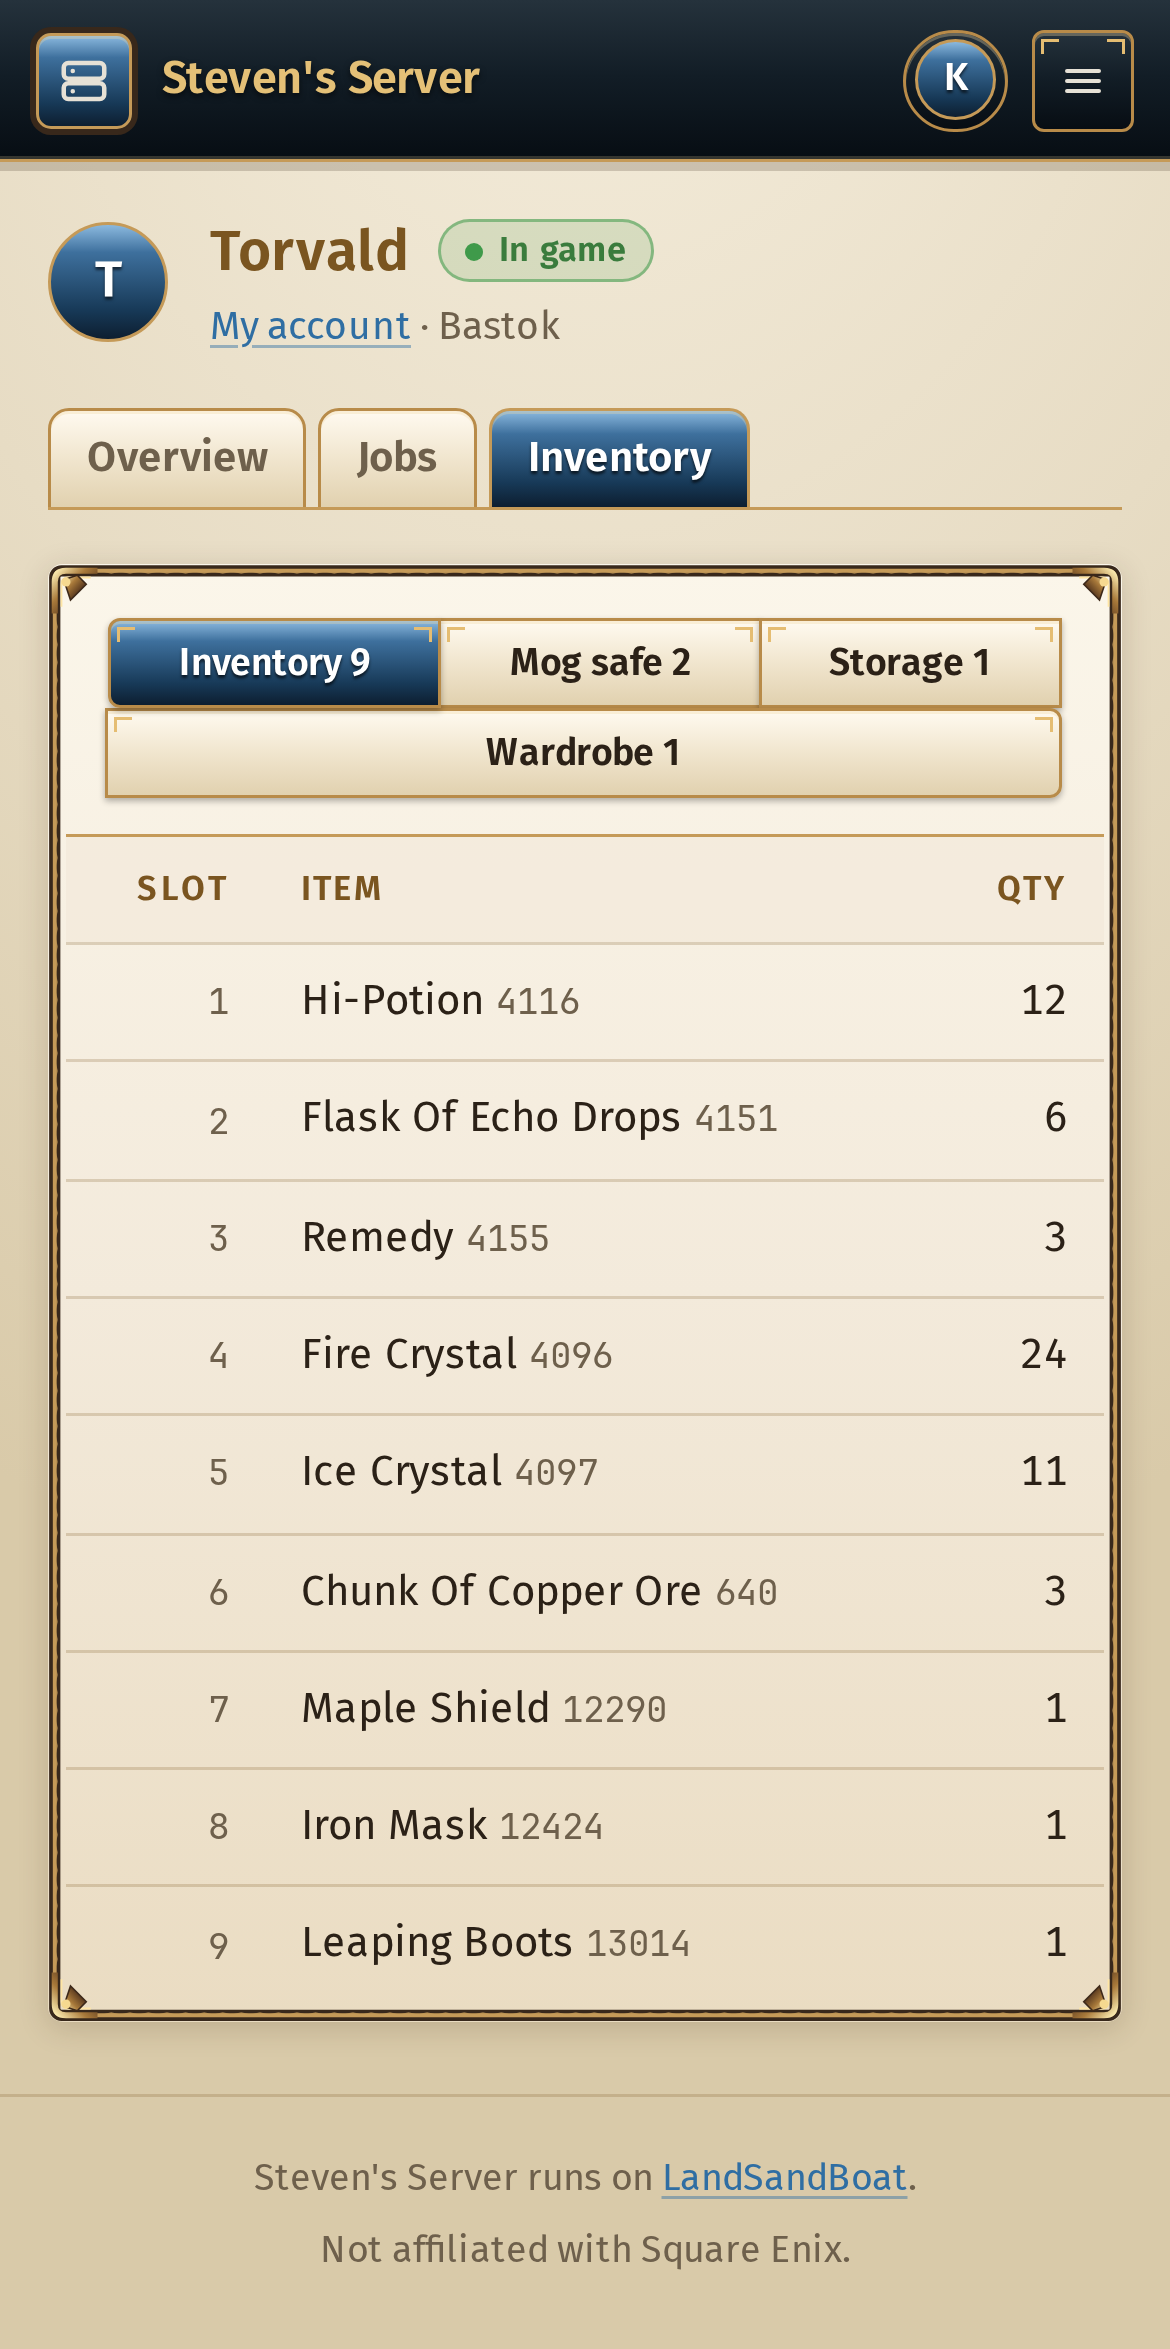 Steven's Server
K
T
Torvald
In game
My account · Bastok
Overview
Jobs
Inventory
Inventory 9
Mog safe 2
Storage 1
Wardrobe 1
SLOT ITEM QTY
1 Hi-Potion 4116 12
2 Flask Of Echo Drops 4151 6
3 Remedy 4155 3
4 Fire Crystal 4096 24
5 Ice Crystal 4097 11
6 Chunk Of Copper Ore 640 3
7 Maple Shield 12290 1
8 Iron Mask 12424 1
9 Leaping Boots 13014 1
Steven's Server runs on LandSandBoat.
Not affiliated with Square Enix.